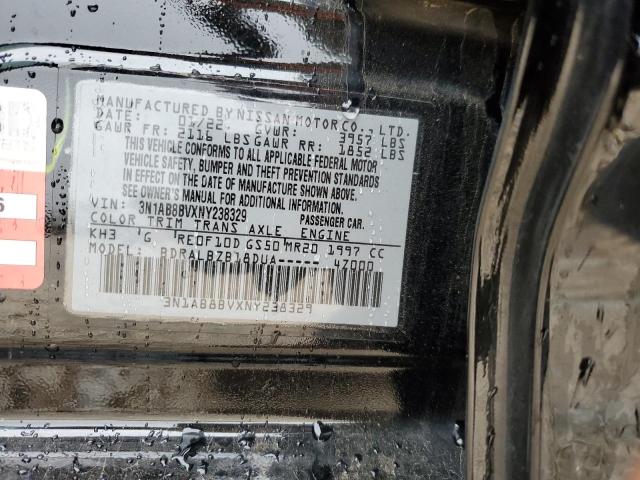 MANUFACTURED BY NISSAN MOTOR CO., LTD.
DATE: 01/22 GVWR: 3957 LBS
GAWR FR: 2116 LBS GAWR RR: 1852 LBS
THIS VEHICLE CONFORMS TO ALL APPLICABLE FEDERAL MOTOR
VEHICLE SAFETY, BUMPER AND THEFT PREVENTION STANDARDS
IN EFFECT ON THE DATE OF MANUFACTURE SHOWN ABOVE.
SEE OWNER'S MANUAL FOR ADDITIONAL INFORMATION.
VIN: 3N1AB8BVXNY238329 PASSENGER CAR.
COLOR TRIM TRANS AXLE ENGINE
KH3 'G RE0F10D GS50 MR20 1997 CC
MODEL: BDRALBZB18DUA----- 47000
3N1AB8BVXNY238329